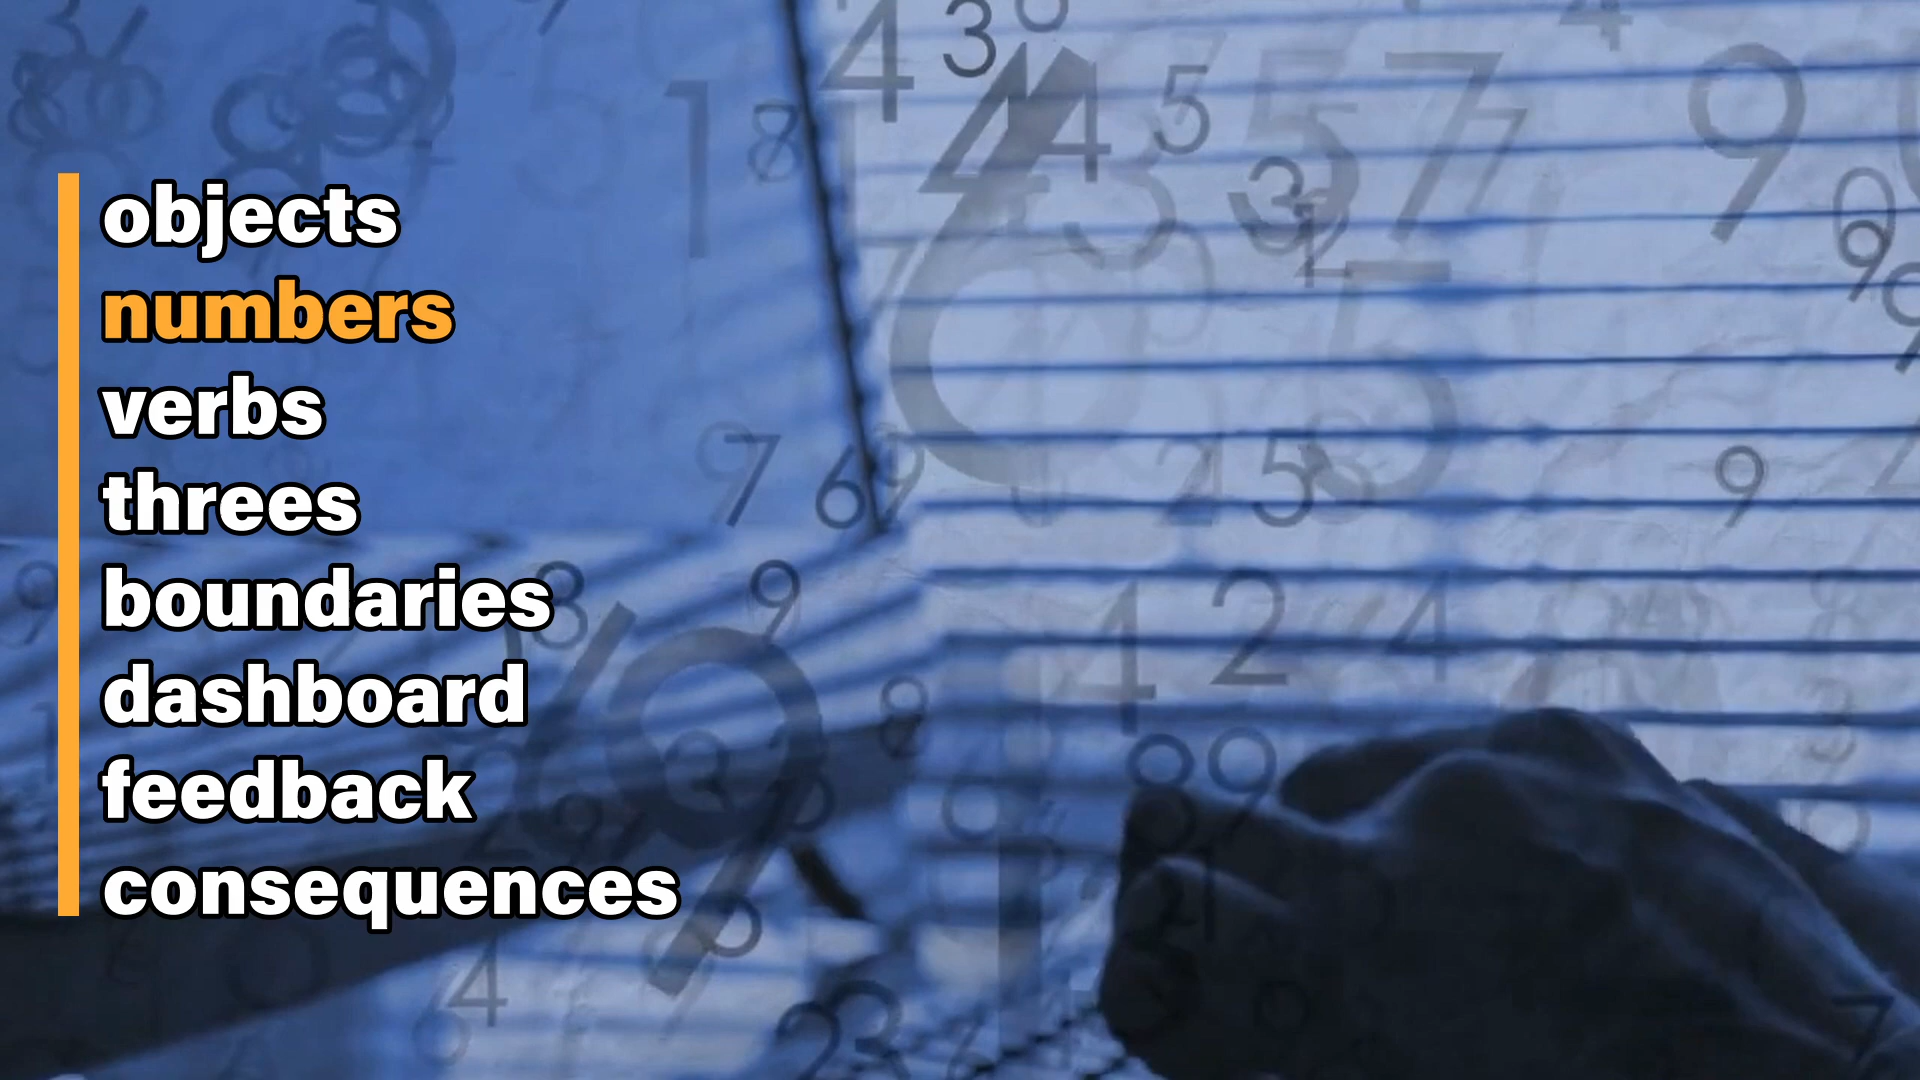 objects
numbers
verbs
threes
boundaries
dashboard
feedback
consequences